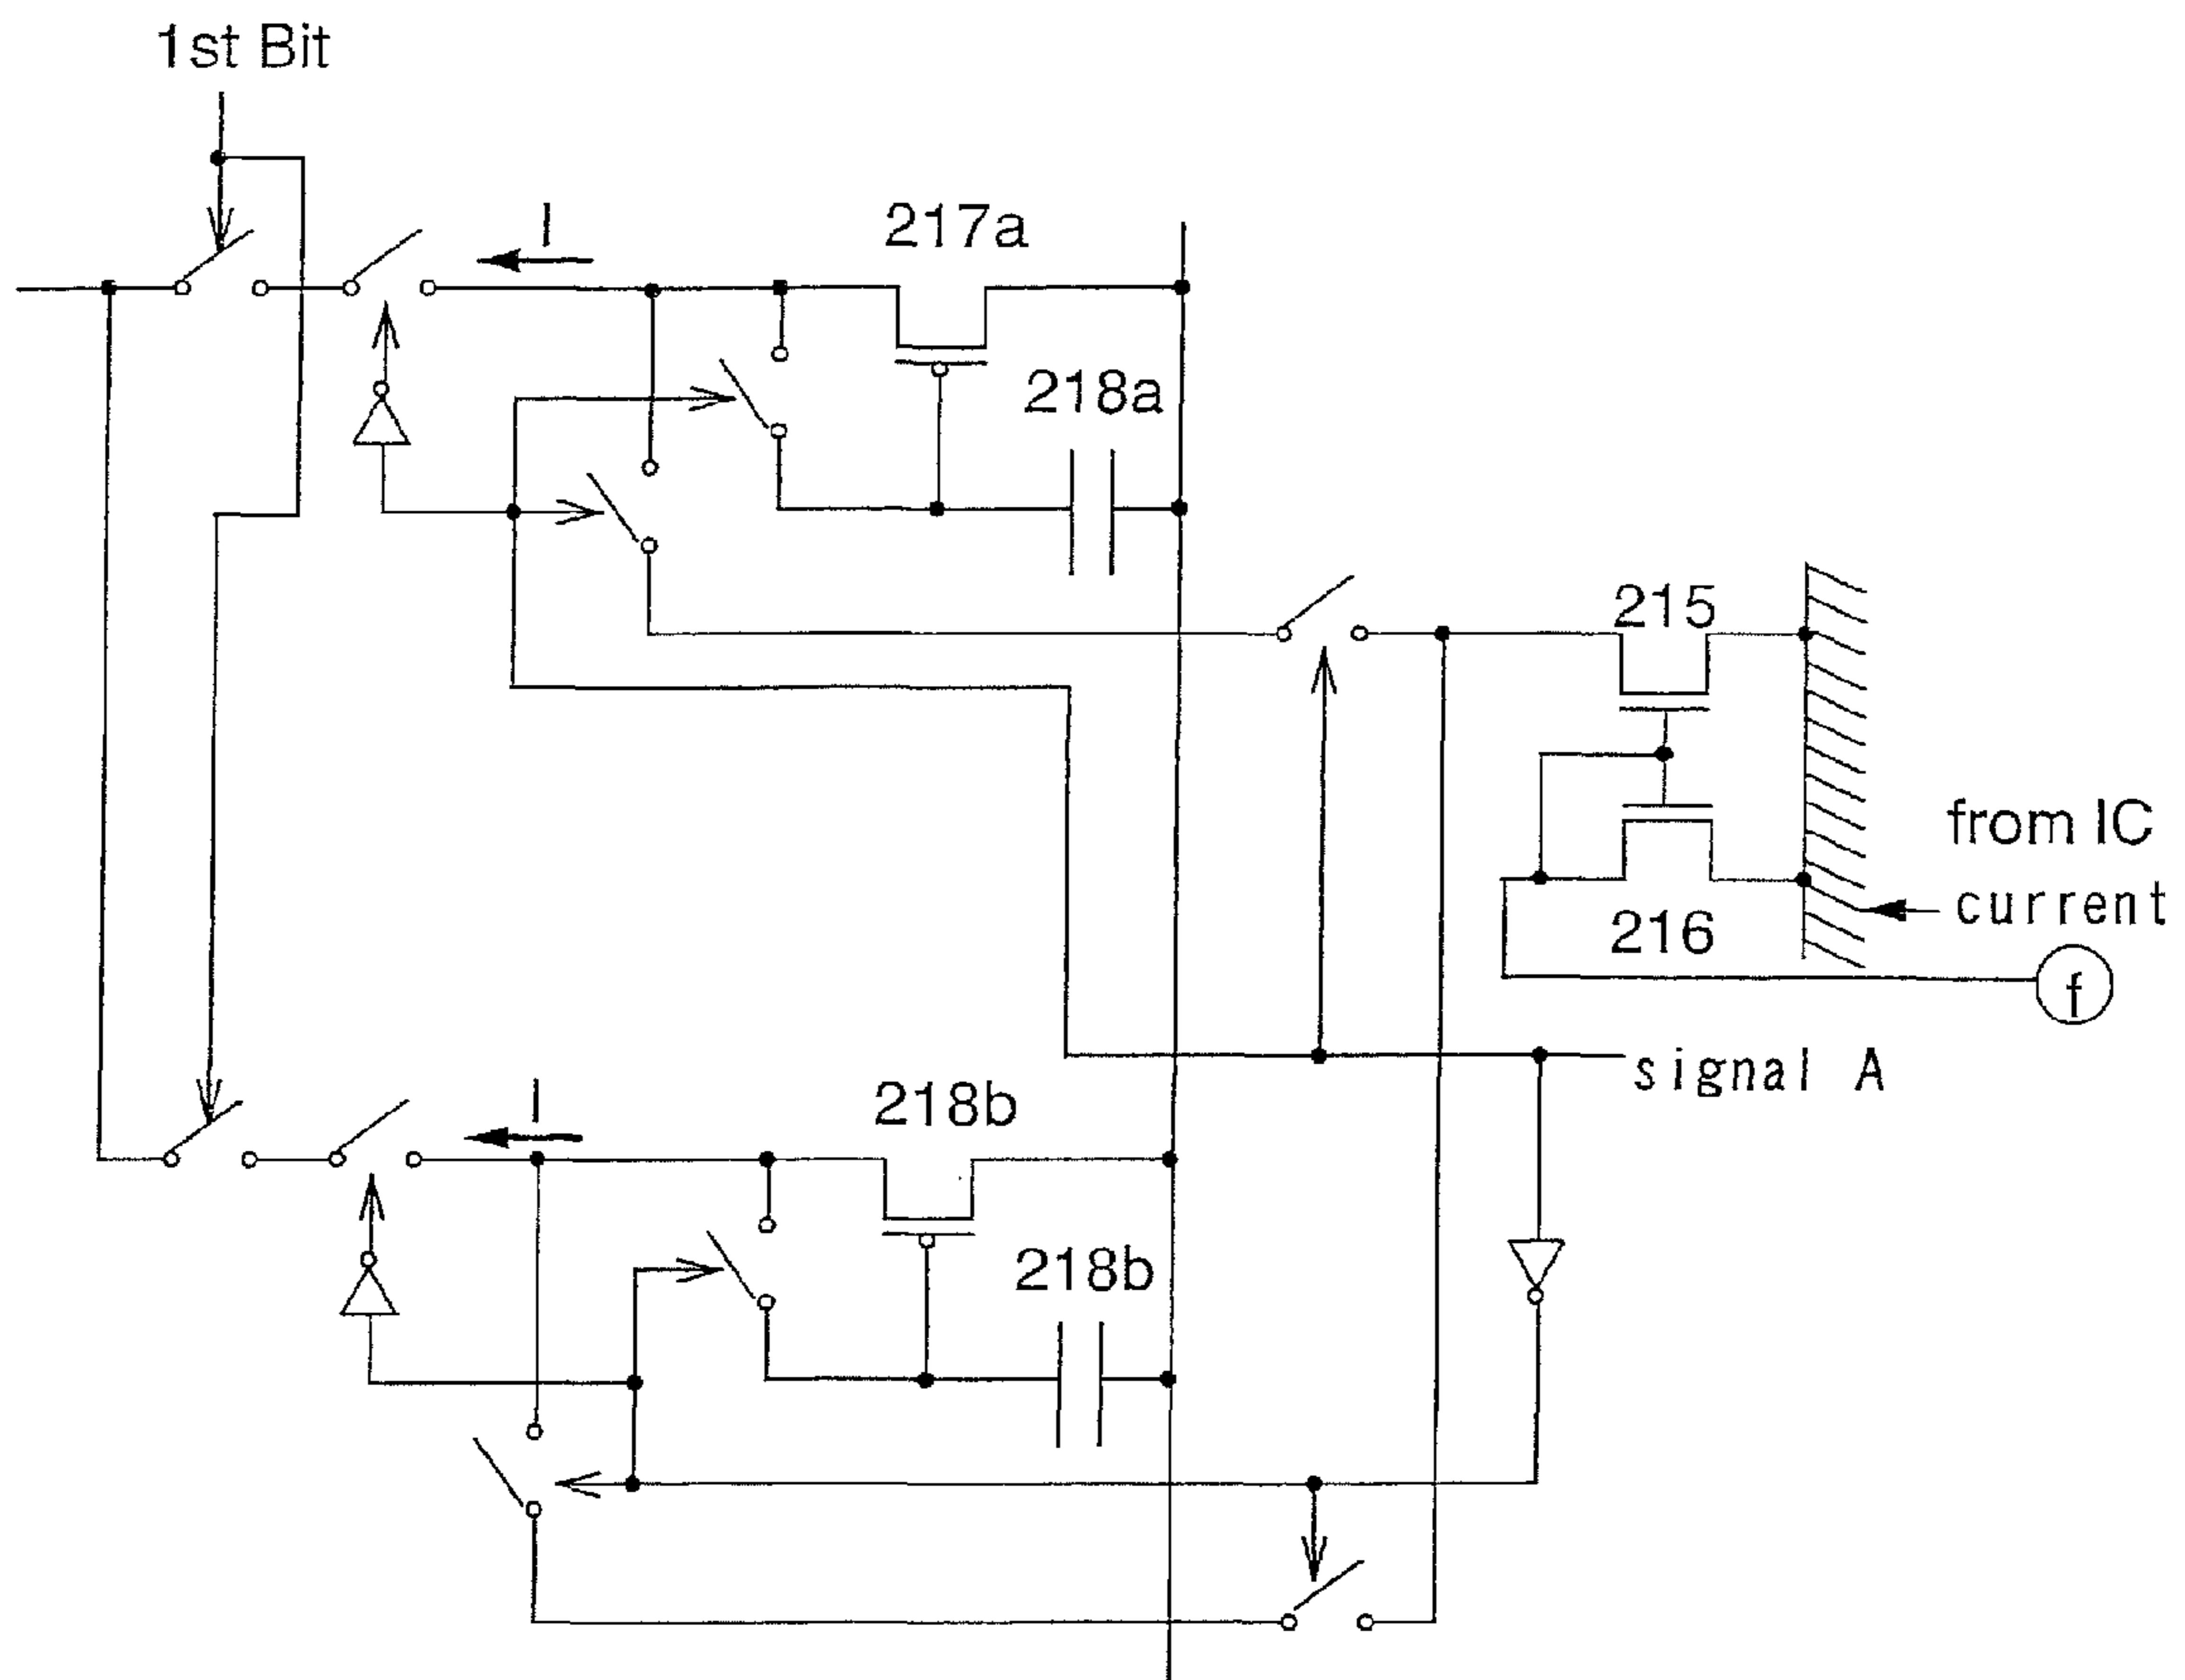 1st Bit
I
217a
218a
215
from IC
current
216
f
signal A
I
218b
218b